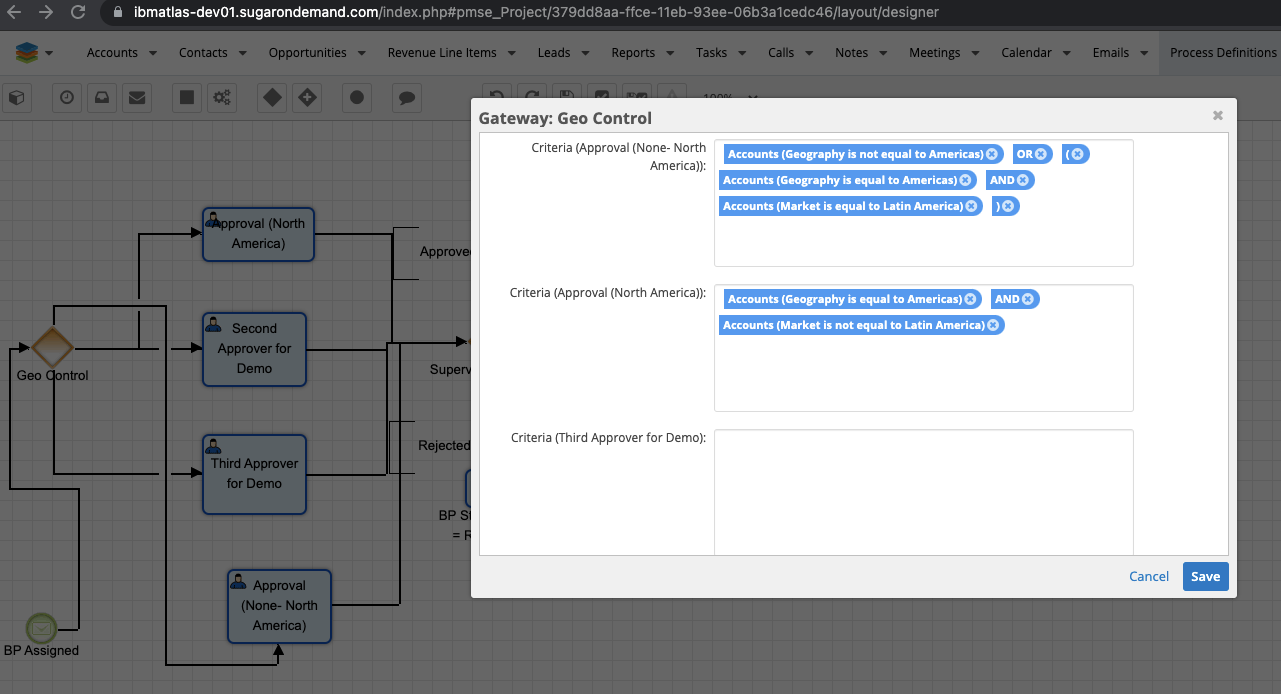 ibmatlas-dev01.sugarondemand.com/index.php#pmse_Project/379dd8aa-ffce-11eb-93ee-06b3a1cedc46/layout/designer
Accounts Contacts Opportunities Revenue Line Items Leads Reports Tasks Calls Notes Meetings Calendar Emails Process Definitions
100%
Gateway: Geo Control
Criteria (Approval (None- North
America)):
Accounts (Geography is not equal to Americas) OR (
Accounts (Geography is equal to Americas) AND
Accounts (Market is equal to Latin America) )
Criteria (Approval (North America)):
Accounts (Geography is equal to Americas) AND
Accounts (Market is not equal to Latin America)
Criteria (Third Approver for Demo):
Cancel Save
Approval (North
America)
Second
Approver for
Demo
Geo Control
Third Approver
for Demo
Approval
(None- North
America)
BP Assigned
Approve
Superv
Rejected
BP St
= R